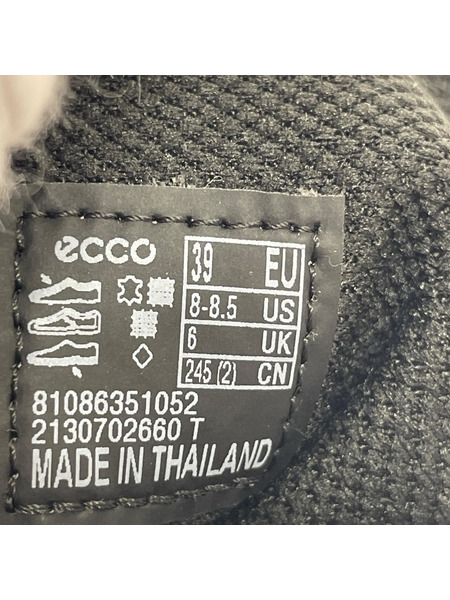 ecco
39 EU
8-8.5 US
6 UK
245 (2) CN
81086351052
2130702660 T
MADE IN THAILAND